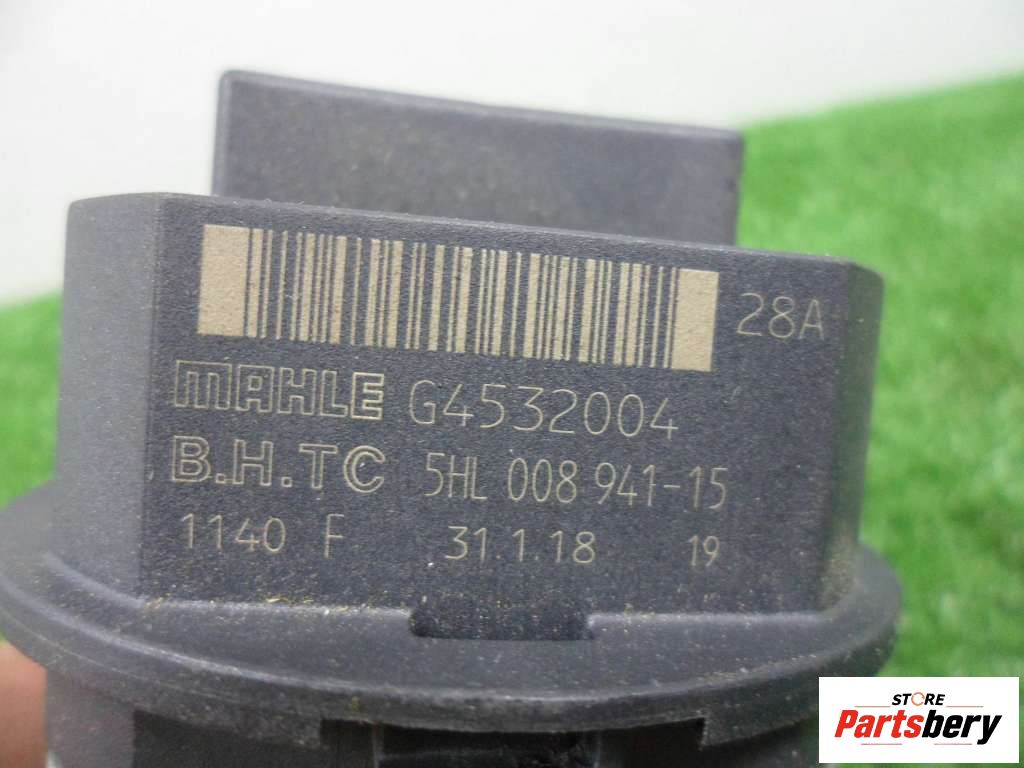 28A
MAHLE G4532004
B.H.TC 5HL 008 941-15
1140 F 31.1.18 19
STORE
Partsbery